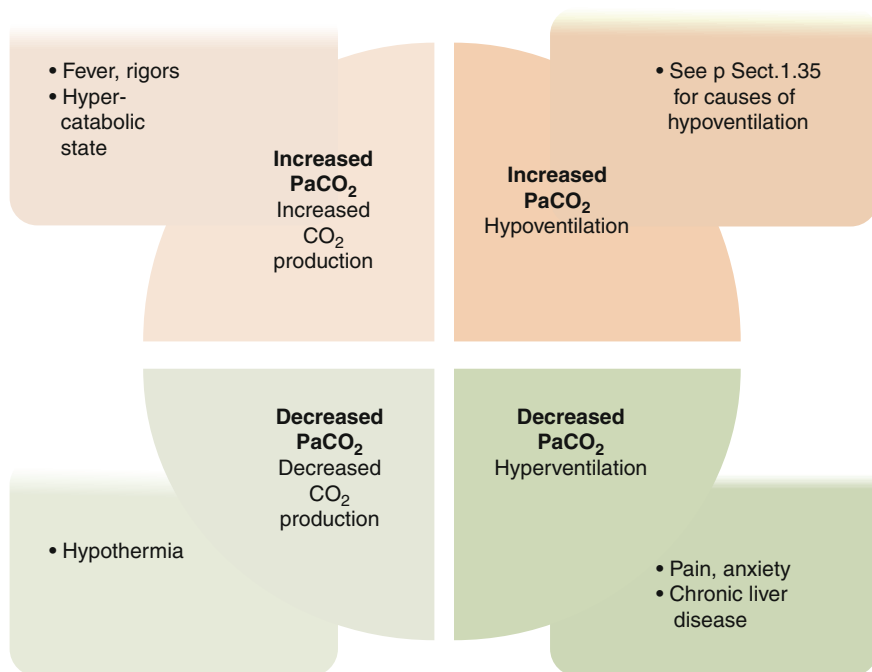 • Fever, rigors
• Hyper-
catabolic
state
Increased
PaCO₂
Increased
CO₂
production
• See p Sect.1.35
for causes of
hypoventilation
Increased
PaCO₂
Hypoventilation
Decreased
PaCO₂
Decreased
CO₂
production
• Hypothermia
Decreased
PaCO₂
Hyperventilation
• Pain, anxiety
• Chronic liver
disease